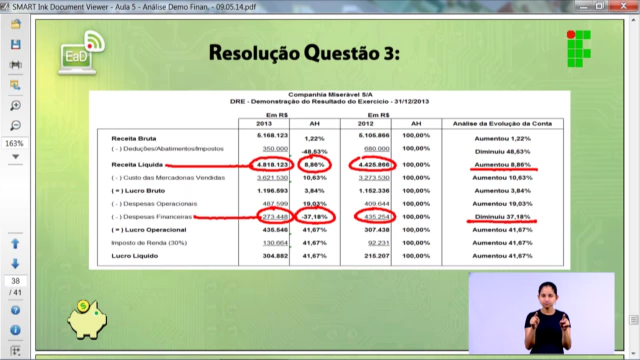 SMART Ink Document Viewer - Aula 5 - Análise Demo Finan. - 09.05.14.pdf
EaD
Resolução Questão 3:
Companhia Miserável S/A
DRE - Demonstração do Resultado do Exercício - 31/12/2013
Em R$ Em R$
2013 AH 2012 AH Análise da Evolução da Conta
Receita Bruta 5.168.123 1,22% 5.105.866 100,00% Aumentou 1,22%
(-) Deduções/Abatimentos/Impostos 350.000 -48,53% 680.000 100,00% Diminuiu 48,53%
Receita Líquida 4.818.123 8,86% 4.425.866 100,00% Aumentou 8,86%
(-) Custo das Mercadorias Vendidas 3.621.530 10,63% 3.273.530 100,00% Aumentou 10,63%
(=) Lucro Bruto 1.196.593 3,84% 1.152.336 100,00% Aumentou 3,84%
(-) Despesas Operacionais 487.599 19,03% 409.644 100,00% Aumentou 19,03%
(-) Despesas Financeiras 273.448 -37,18% 435.254 100,00% Diminuiu 37,18%
(=) Lucro Operacional 435.546 41,67% 307.438 100,00% Aumentou 41,67%
Imposto de Renda (30%) 130.664 41,67% 92.231 100,00% Aumentou 41,67%
Lucro Líquido 304.882 41,67% 215.207 100,00% Aumentou 41,67%
163%
38
/ 41